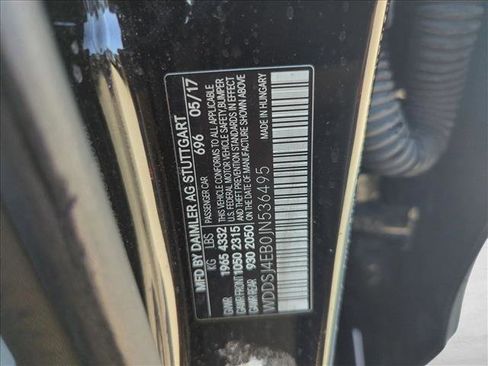 MFD BY DAIMLER AG STUTTGART
PASSENGER CAR 696 05/17
KG LBS
GVWR 1965 4332
GAWR FRONT 1050 2315
GAWR REAR 930 2050
THIS VEHICLE CONFORMS TO ALL APPLICABLE
U.S. FEDERAL MOTOR VEHICLE SAFETY, BUMPER
AND THEFT PREVENTION STANDARDS IN EFFECT
ON THE DATE OF MANUFACTURE SHOWN ABOVE
MADE IN HUNGARY
WDDSJ4EB0JN536495